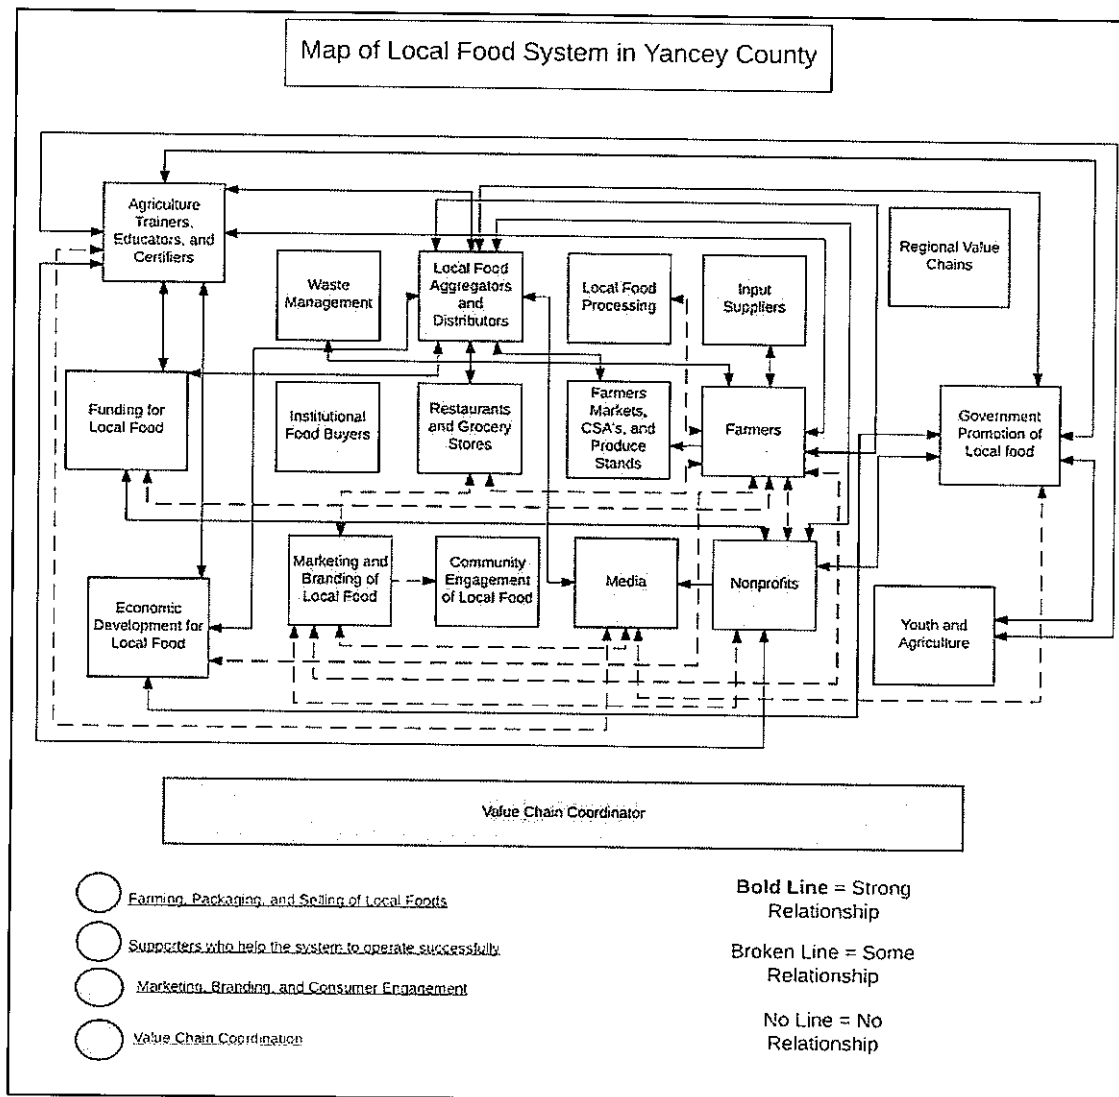 Map of Local Food System in Yancey County
Agriculture
Trainers,
Educators, and
Certifiers
Regional Value
Chains
Waste
Management
Local Food
Aggregators
and
Distributors
Local Food
Processing
Input
Suppliers
Funding for
Local Food
Institutional
Food Buyers
Restaurants
and Grocery
Stores
Farmers
Markets,
CSA's, and
Produce
Stands
Farmers
Government
Promotion of
Local food
Economic
Development for
Local Food
Marketing and
Branding of
Local Food
Community
Engagement
of Local Food
Media
Nonprofits
Youth and
Agriculture
Value Chain Coordinator
Farming, Packaging, and Selling of Local Foods
Supporters who help the system to operate successfully
Marketing, Branding, and Consumer Engagement
Value Chain Coordination
Bold Line = Strong
Relationship
Broken Line = Some
Relationship
No Line = No
Relationship